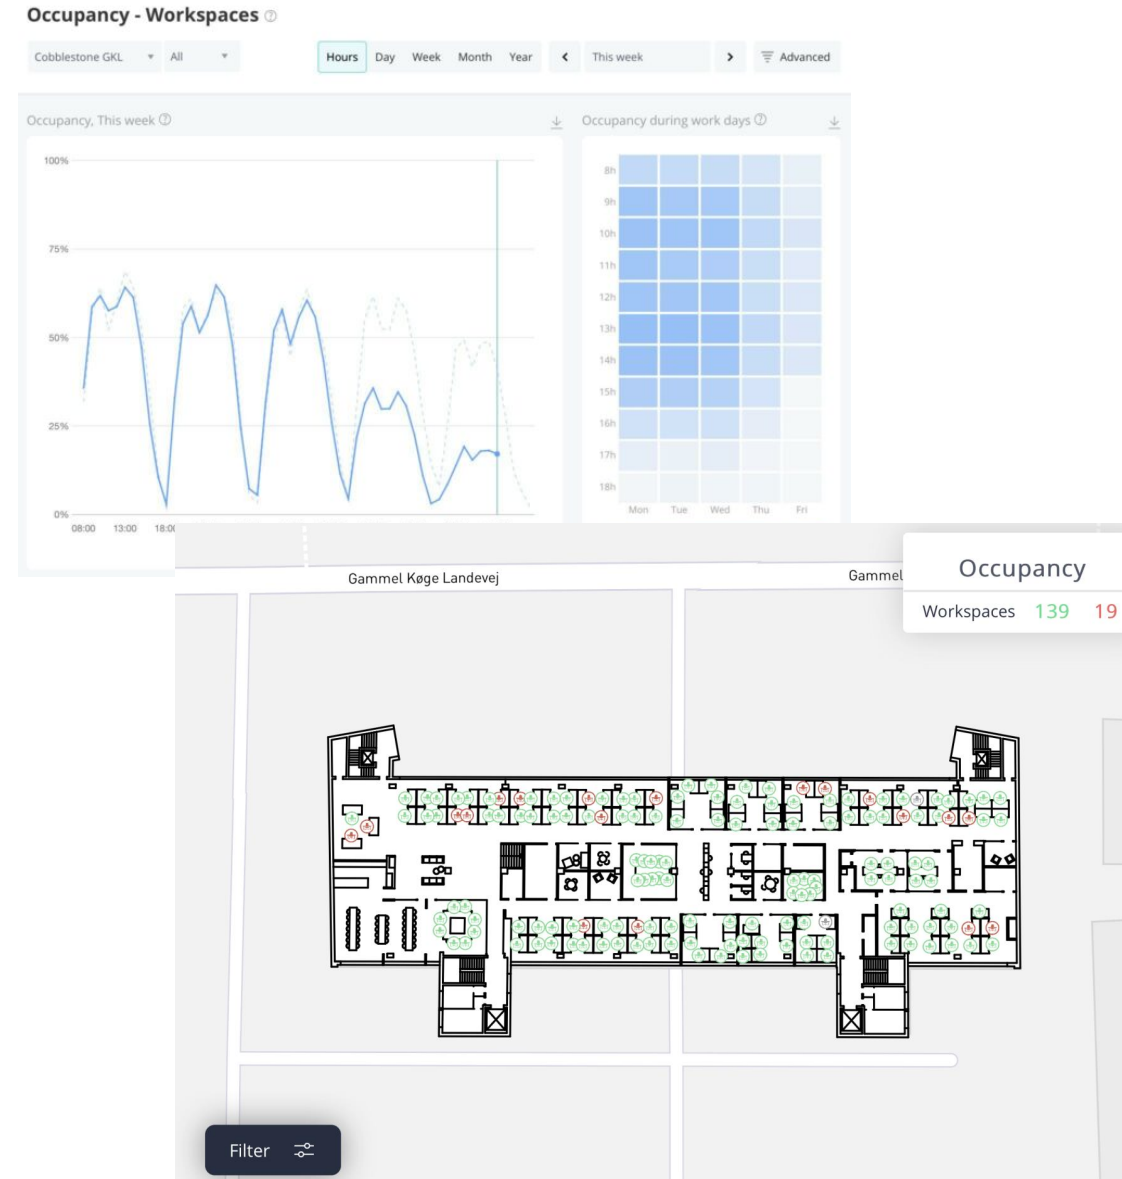 Occupancy - Workspaces ?
Cobblestone GKL All Hours Day Week Month Year This week Advanced
Occupancy, This week ?
100%
75%
50%
25%
0%
08:00 13:00
Occupancy during work days ?
8h
9h
10h
11h
12h
13h
14h
15h
16h
17h
18h
Mon Tue Wed Thu Fri
Gammel Køge Landevej
Gammel
Occupancy
Workspaces 139 19
Filter